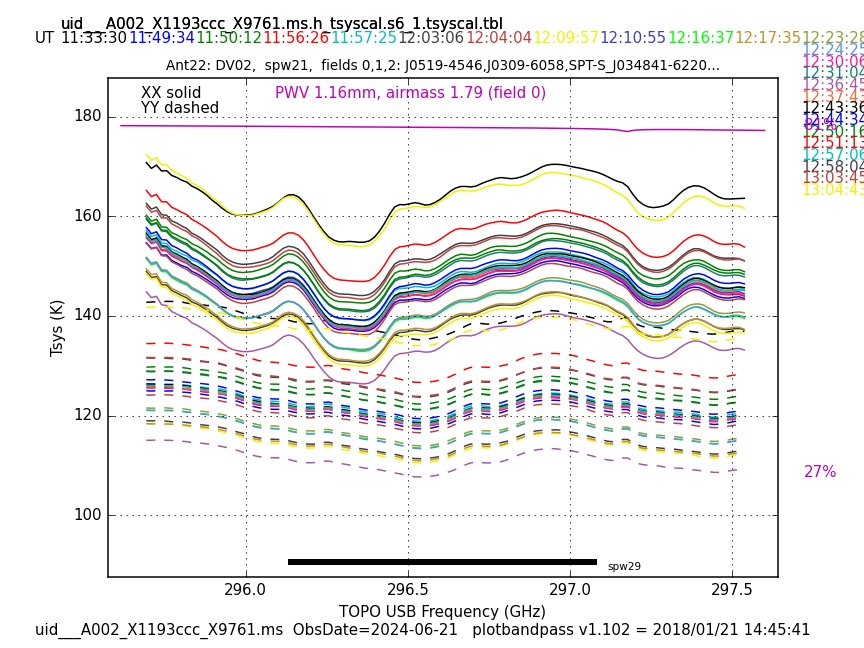 uid___A002_X1193ccc_X9761.ms.h_tsyscal.s6_1.tsyscal.tbl
UT 11:33:30 11:49:34 11:50:12 11:56:26 11:57:25 12:03:06 12:04:04 12:09:57 12:10:55 12:16:37 12:17:35 12:23:28
12:24:25
12:30:06
12:31:04
12:36:45
12:37:43
12:43:36
12:44:34
12:50:16
12:51:13
12:57:06
12:58:04
13:03:45
13:04:43
Ant22: DV02,  spw21,  fields 0,1,2: J0519-4546,J0309-6058,SPT-S_J034841-6220...
XX solid
YY dashed
PWV 1.16mm, airmass 1.79 (field 0)
180
160
140
120
100
Tsys (K)
27%
spw29
296.0 296.5 297.0 297.5
TOPO USB Frequency (GHz)
uid___A002_X1193ccc_X9761.ms  ObsDate=2024-06-21   plotbandpass v1.102 = 2018/01/21 14:45:41